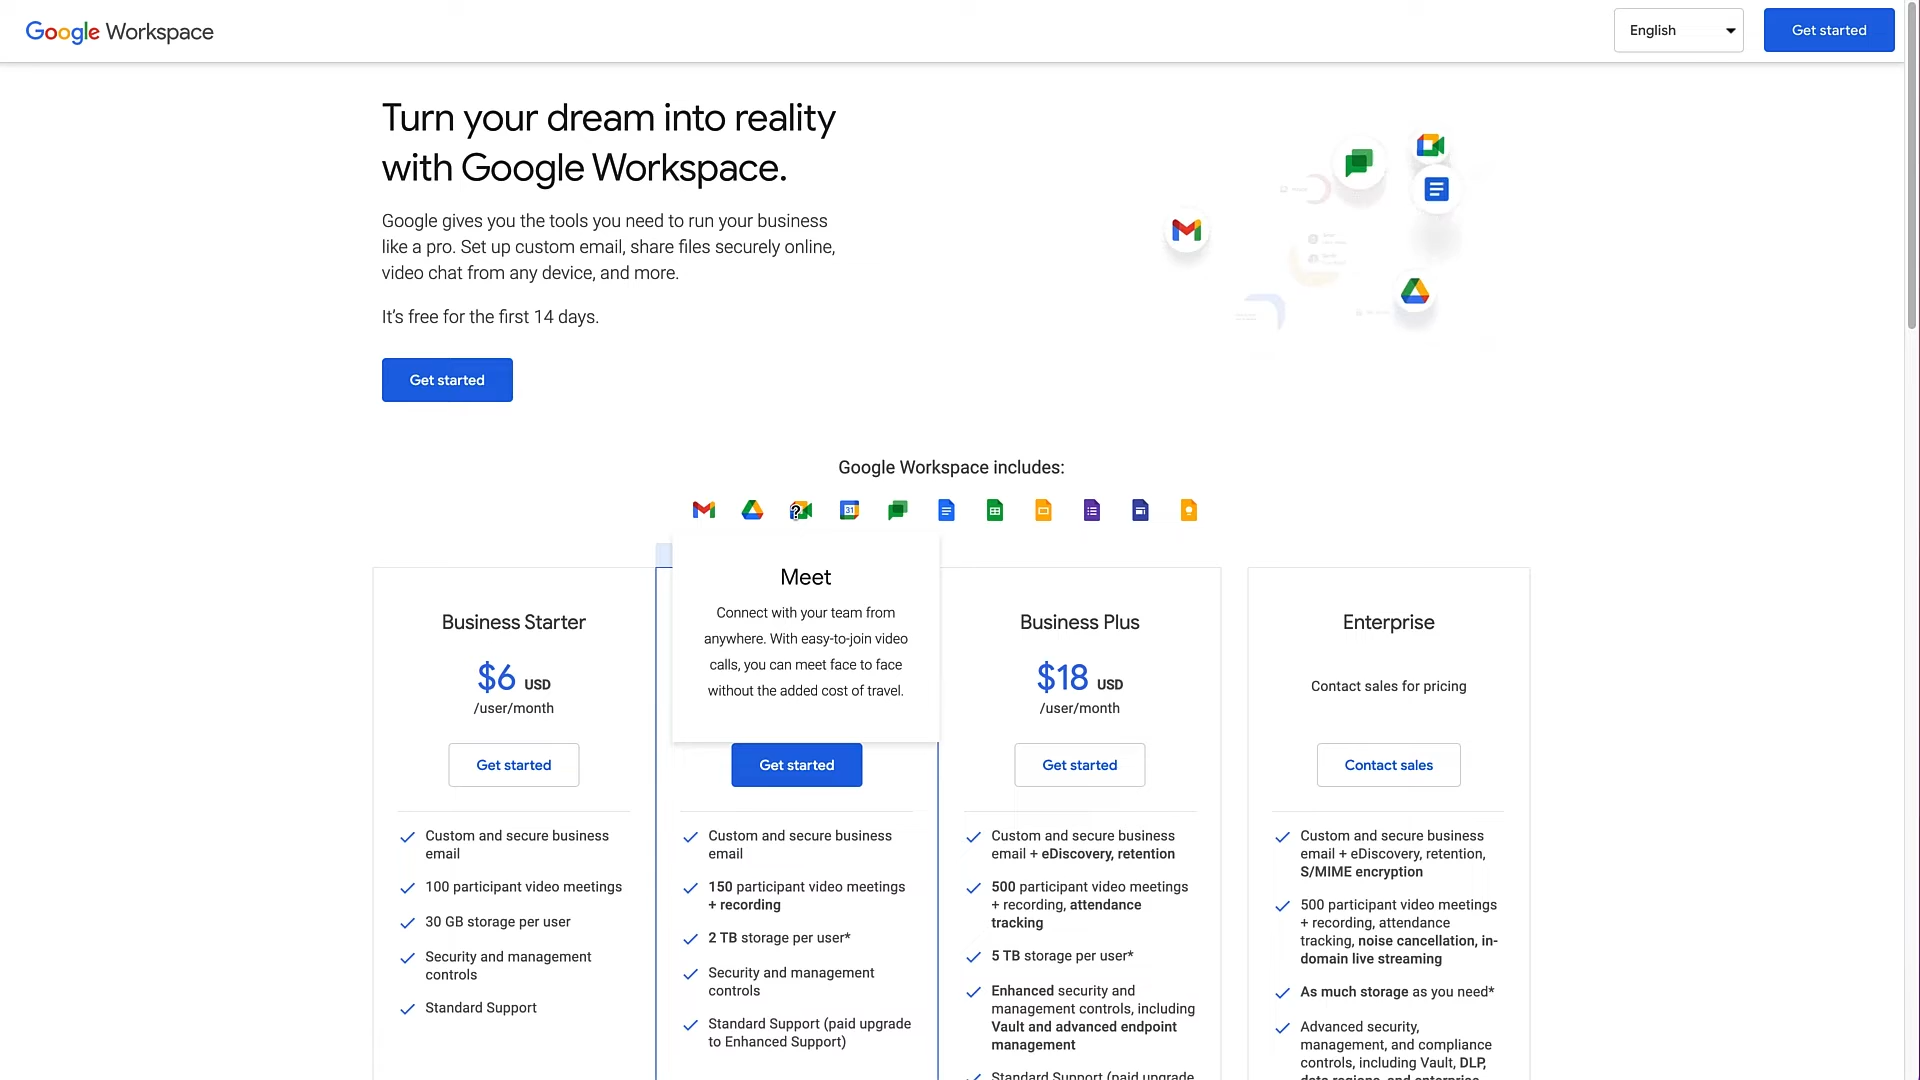 Google Workspace
English
Get started
Turn your dream into reality
with Google Workspace.
Google gives you the tools you need to run your business
like a pro. Set up custom email, share files securely online,
video chat from any device, and more.
It's free for the first 14 days.
Get started
Google Workspace includes:
31
?
Meet
Connect with your team from
anywhere. With easy-to-join video
calls, you can meet face to face
without the added cost of travel.
Business Starter
$6 USD
/user/month
Get started
Custom and secure business
email
100 participant video meetings
30 GB storage per user
Security and management
controls
Standard Support
Get started
Custom and secure business
email
150 participant video meetings
+ recording
2 TB storage per user*
Security and management
controls
Standard Support (paid upgrade
to Enhanced Support)
Business Plus
$18 USD
/user/month
Get started
Custom and secure business
email + eDiscovery, retention
500 participant video meetings
+ recording, attendance
tracking
5 TB storage per user*
Enhanced security and
management controls, including
Vault and advanced endpoint
management
Standard Support (paid upgrade
Enterprise
Contact sales for pricing
Contact sales
Custom and secure business
email + eDiscovery, retention,
S/MIME encryption
500 participant video meetings
+ recording, attendance
tracking, noise cancellation, in-
domain live streaming
As much storage as you need*
Advanced security,
management, and compliance
controls, including Vault, DLP,
data regions, and enterprise